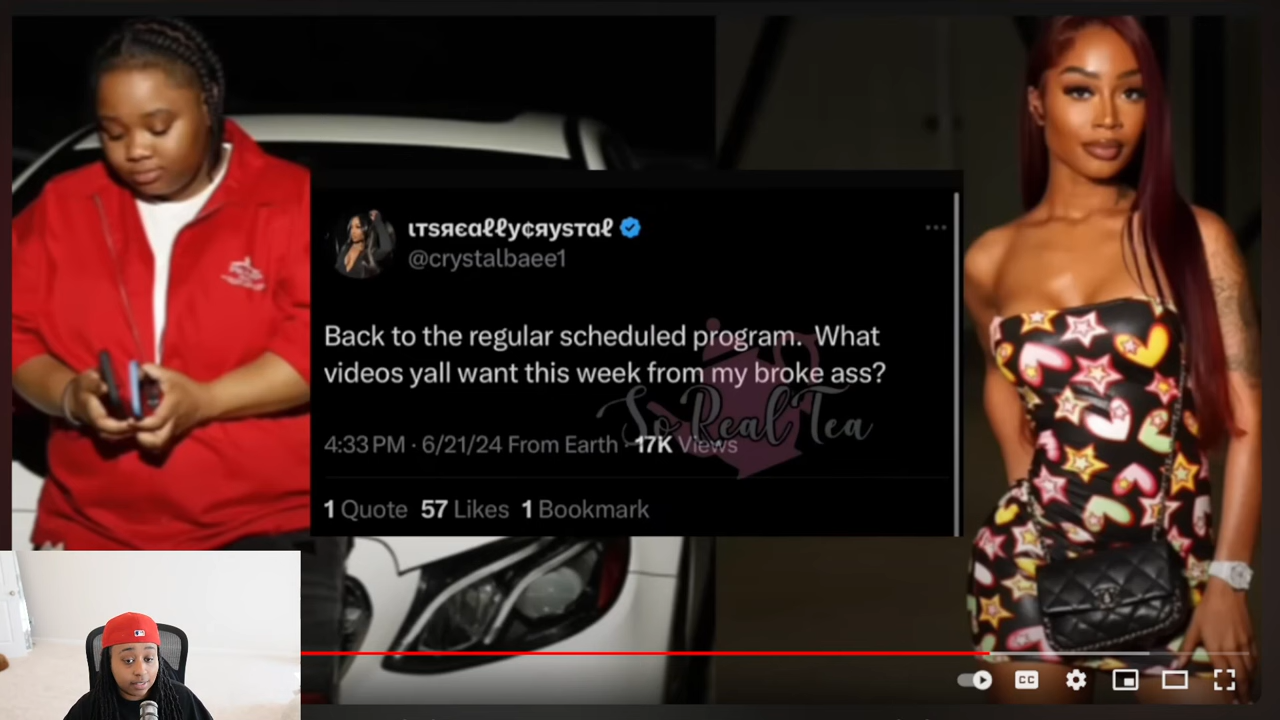 ιтѕяєαℓℓу¢яуѕтαℓ
@crystalbaee1
Back to the regular scheduled program. What
videos yall want this week from my broke ass?
4:33 PM · 6/21/24 From Earth · 17K Views
So Real Tea
1 Quote 57 Likes 1 Bookmark
CC